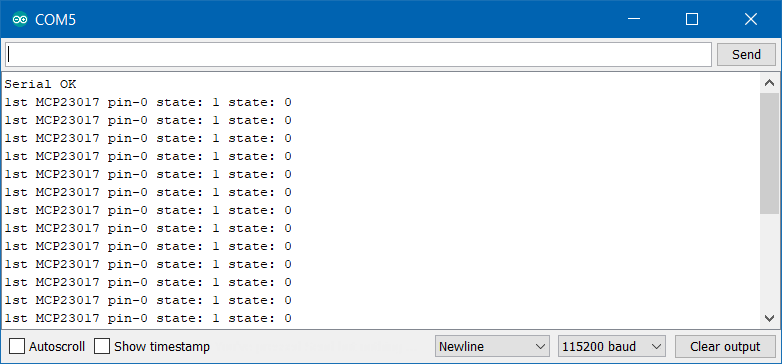 COM5
Send
Serial OK
1st MCP23017 pin-0 state: 1 state: 0
1st MCP23017 pin-0 state: 1 state: 0
1st MCP23017 pin-0 state: 1 state: 0
1st MCP23017 pin-0 state: 1 state: 0
1st MCP23017 pin-0 state: 1 state: 0
1st MCP23017 pin-0 state: 1 state: 0
1st MCP23017 pin-0 state: 1 state: 0
1st MCP23017 pin-0 state: 1 state: 0
1st MCP23017 pin-0 state: 1 state: 0
1st MCP23017 pin-0 state: 1 state: 0
1st MCP23017 pin-0 state: 1 state: 0
1st MCP23017 pin-0 state: 1 state: 0
1st MCP23017 pin-0 state: 1 state: 0
Autoscroll Show timestamp Newline 115200 baud Clear output